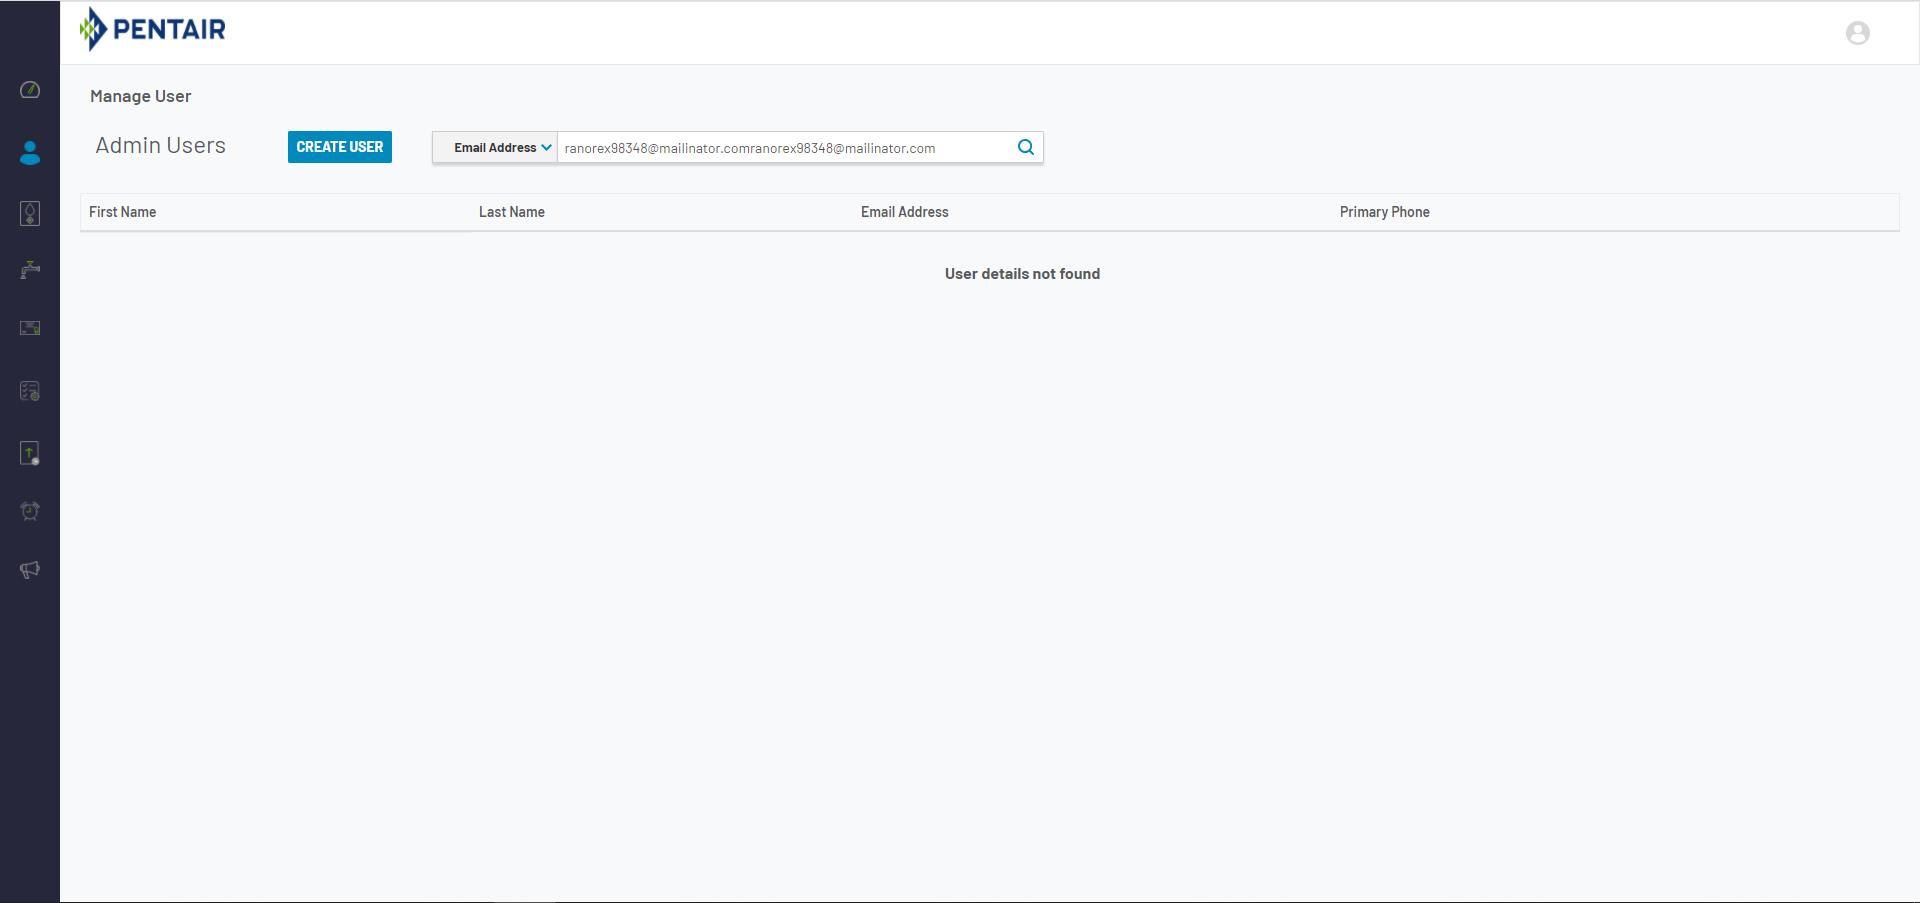 PENTAIR
Manage User
Admin Users
CREATE USER
Email Address
ranorex98348@mailinator.comranorex98348@mailinator.com
First Name
Last Name
Email Address
Primary Phone
User details not found